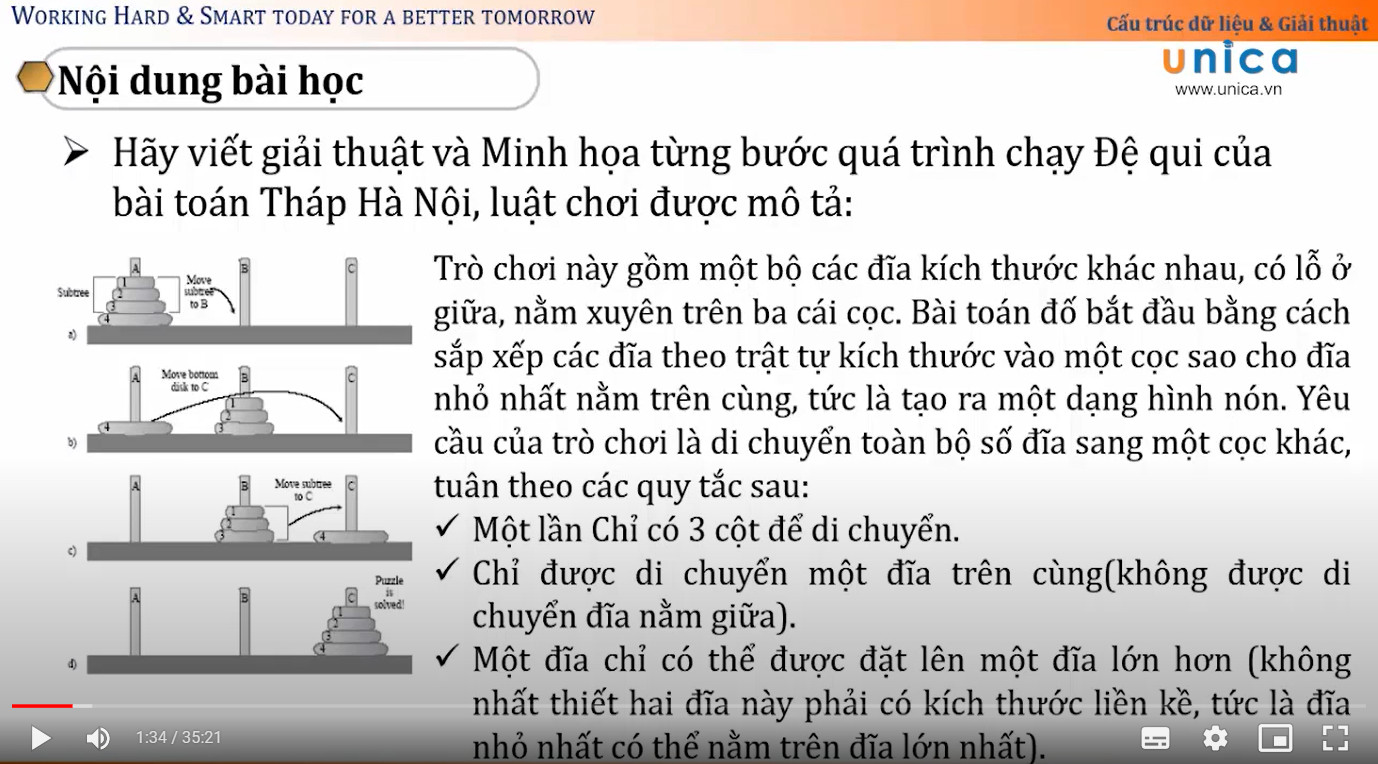 WORKING HARD & SMART TODAY FOR A BETTER TOMORROW
Cấu trúc dữ liệu & Giải thuật
unica
www.unica.vn
Nội dung bài học
Hãy viết giải thuật và Minh họa từng bước quá trình chạy Đệ qui của
bài toán Tháp Hà Nội, luật chơi được mô tả:
A
B
C
1
2
3
4
Subtree
Move
subtree
to B
a)
A
Move bottom
disk to C
B
C
1
2
3
4
b)
A
B
Move subtree
to C
C
1
2
3
4
c)
A
B
C
Puzzle
is
solved!
1
2
3
4
d)
Trò chơi này gồm một bộ các đĩa kích thước khác nhau, có lỗ ở
giữa, nằm xuyên trên ba cái cọc. Bài toán đố bắt đầu bằng cách
sắp xếp các đĩa theo trật tự kích thước vào một cọc sao cho đĩa
nhỏ nhất nằm trên cùng, tức là tạo ra một dạng hình nón. Yêu
cầu của trò chơi là di chuyển toàn bộ số đĩa sang một cọc khác,
tuân theo các quy tắc sau:
Một lần Chỉ có 3 cột để di chuyển.
Chỉ được di chuyển một đĩa trên cùng(không được di
chuyển đĩa nằm giữa).
Một đĩa chỉ có thể được đặt lên một đĩa lớn hơn (không
nhất thiết hai đĩa này phải có kích thước liền kề, tức là đĩa
nhỏ nhất có thể nằm trên đĩa lớn nhất).
1:34 / 35:21